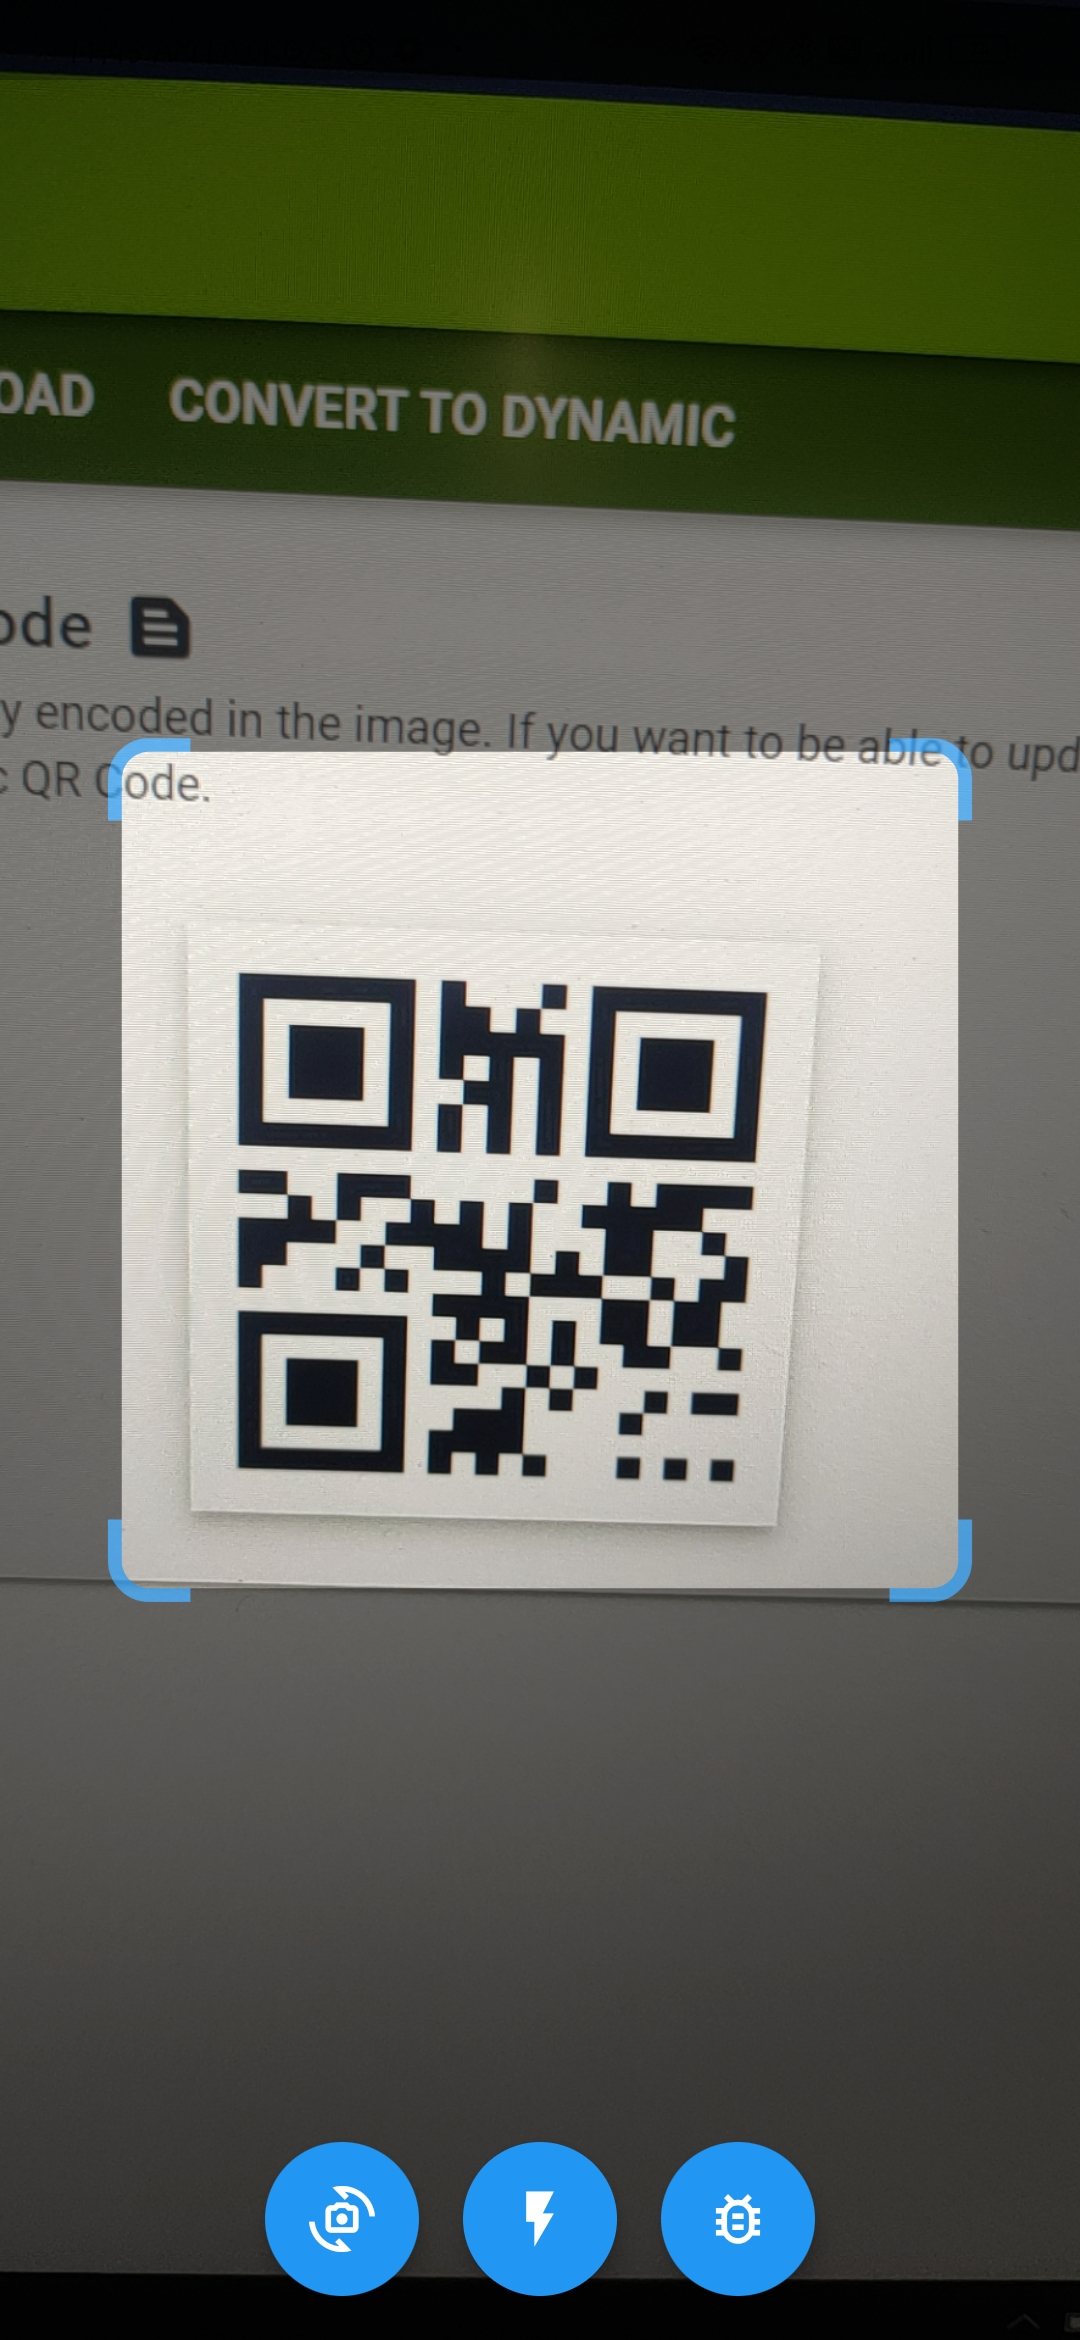 OAD CONVERT TO DYNAMIC
ode
y encoded in the image. If you want to be able to upd
c QR Code.